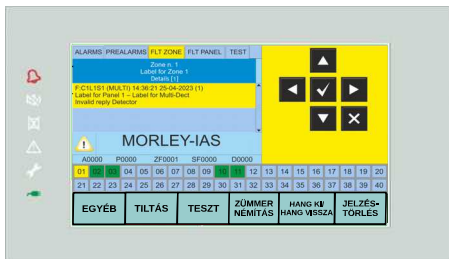 ALARMS PREALARMS FLT ZONE FLT PANEL TEST
Zone n. 1
Label for Zone 1
Details [1]
F:C1L1S1 (MULTI) 14:36:21 25-04-2023 (1)
Label for Panel 1 -- Label for Multi-Dect
Invalid reply Detector
MORLEY-IAS
A0000 P0000 ZF0001 SF0000 D0000
01 02 03 04 05 06 07 08 09 10 11 12 13 14 15 16 17 18 19 20
21 22 23 24 25 26 27 28 29 30 31 32 33 34 35 36 37 38 39 40
EGYÉB TILTÁS TESZT ZÜMMER NÉMÍTÁS HANG KI/ HANG VISSZA JELZÉS- TÖRLÉS